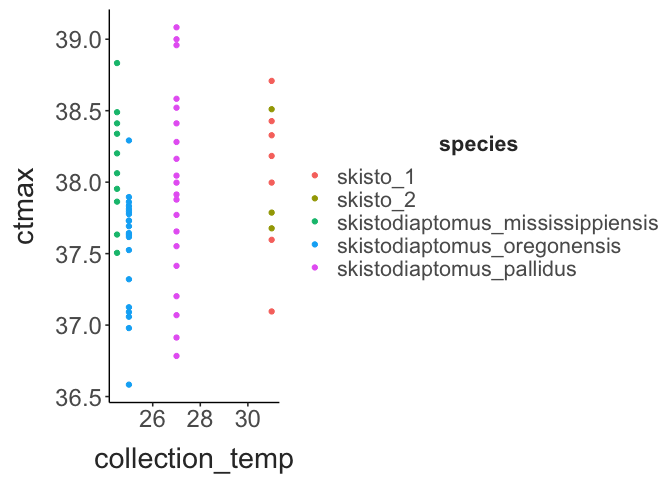 39.0
38.5
38.0
37.5
37.0
36.5
ctmax
26 28 30
collection_temp
species
skisto_1
skisto_2
skistodiaptomus_mississippiensis
skistodiaptomus_oregonensis
skistodiaptomus_pallidus